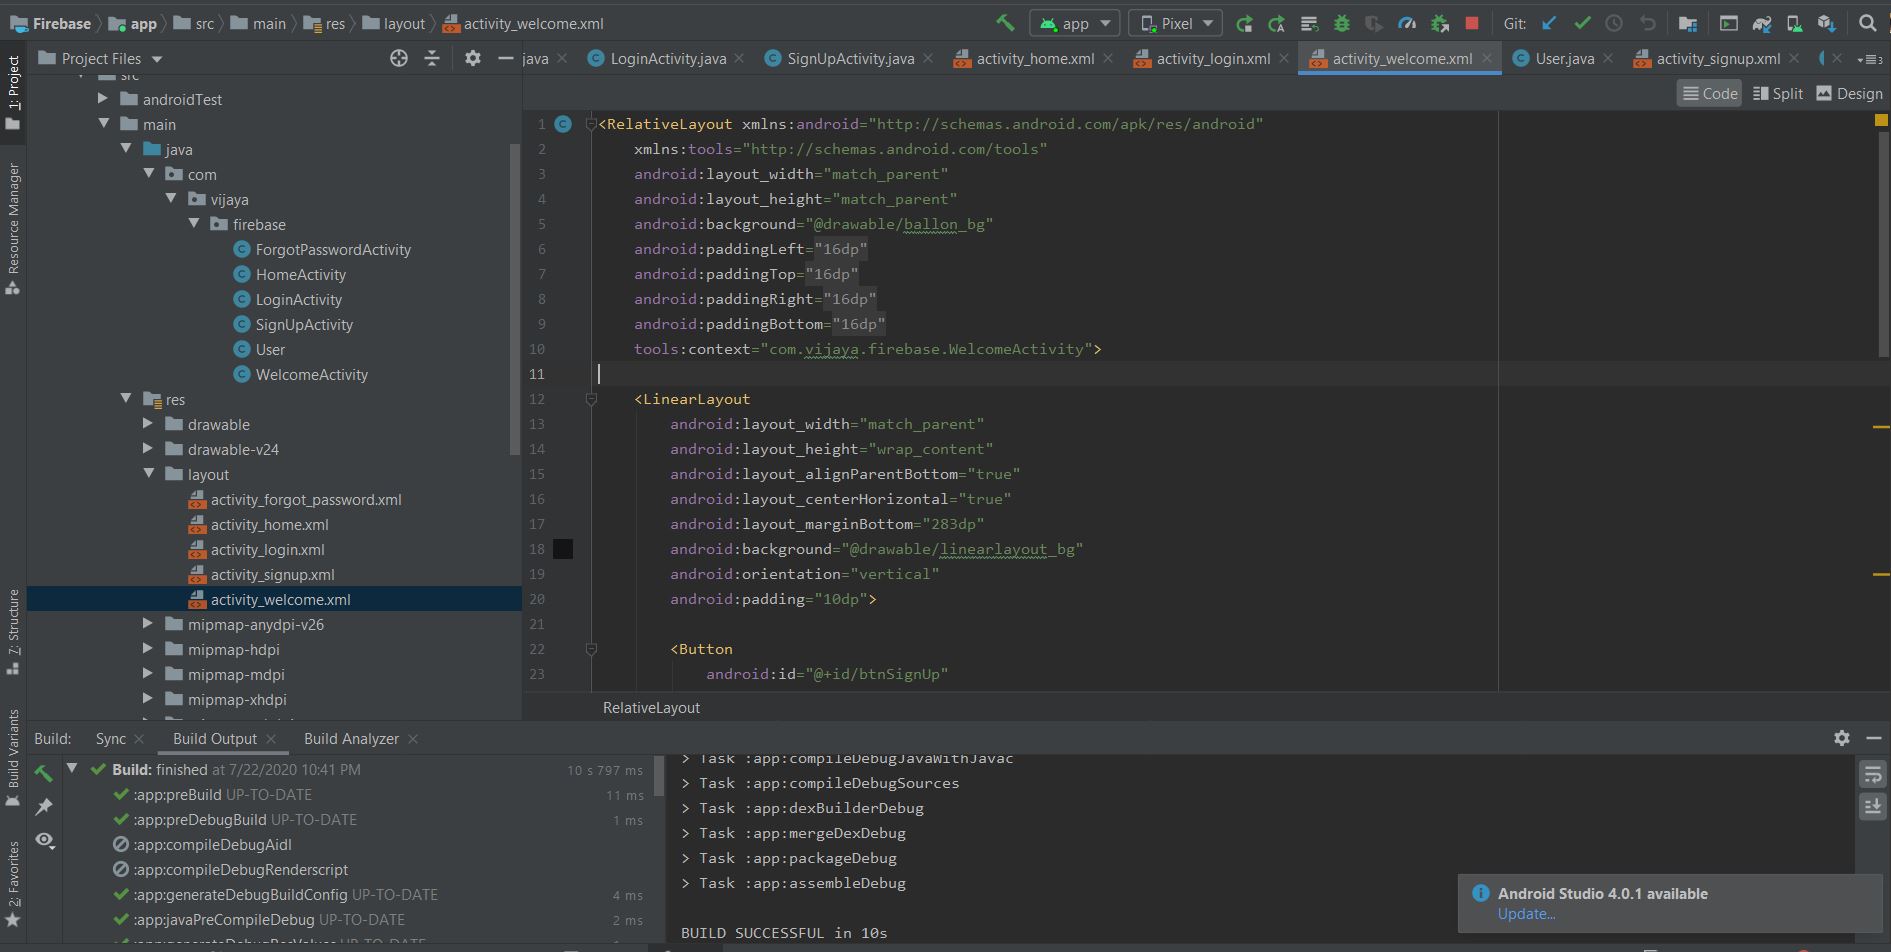 Firebase app src main res layout activity_welcome.xml
app Pixel Git:
Project Files
java LoginActivity.java SignUpActivity.java activity_home.xml activity_login.xml activity_welcome.xml User.java activity_signup.xml
Code Split Design
1: Project
Resource Manager
7: Structure
Build Variants
2: Favorites
src
androidTest
main
java
com
vijaya
firebase
ForgotPasswordActivity
HomeActivity
LoginActivity
SignUpActivity
User
WelcomeActivity
res
drawable
drawable-v24
layout
activity_forgot_password.xml
activity_home.xml
activity_login.xml
activity_signup.xml
activity_welcome.xml
mipmap-anydpi-v26
mipmap-hdpi
mipmap-mdpi
mipmap-xhdpi
1 <RelativeLayout xmlns:android="http://schemas.android.com/apk/res/android"
2 xmlns:tools="http://schemas.android.com/tools"
3 android:layout_width="match_parent"
4 android:layout_height="match_parent"
5 android:background="@drawable/ballon_bg"
6 android:paddingLeft="16dp"
7 android:paddingTop="16dp"
8 android:paddingRight="16dp"
9 android:paddingBottom="16dp"
10 tools:context="com.vijaya.firebase.WelcomeActivity">
11
12 <LinearLayout
13 android:layout_width="match_parent"
14 android:layout_height="wrap_content"
15 android:layout_alignParentBottom="true"
16 android:layout_centerHorizontal="true"
17 android:layout_marginBottom="283dp"
18 android:background="@drawable/linearlayout_bg"
19 android:orientation="vertical"
20 android:padding="10dp">
21
22 <Button
23 android:id="@+id/btnSignUp"
RelativeLayout
Build: Sync Build Output Build Analyzer
Build: finished at 7/22/2020 10:41 PM 10 s 797 ms
:app:preBuild UP-TO-DATE 11 ms
:app:preDebugBuild UP-TO-DATE 1 ms
:app:compileDebugAidl
:app:compileDebugRenderscript
:app:generateDebugBuildConfig UP-TO-DATE 4 ms
:app:javaPreCompileDebug UP-TO-DATE 2 ms
:app:generateDebugResValues UP-TO-DATE
> Task :app:compileDebugJavaWithJavac
> Task :app:compileDebugSources
> Task :app:dexBuilderDebug
> Task :app:mergeDexDebug
> Task :app:packageDebug
> Task :app:assembleDebug
BUILD SUCCESSFUL in 10s
Android Studio 4.0.1 available
Update...